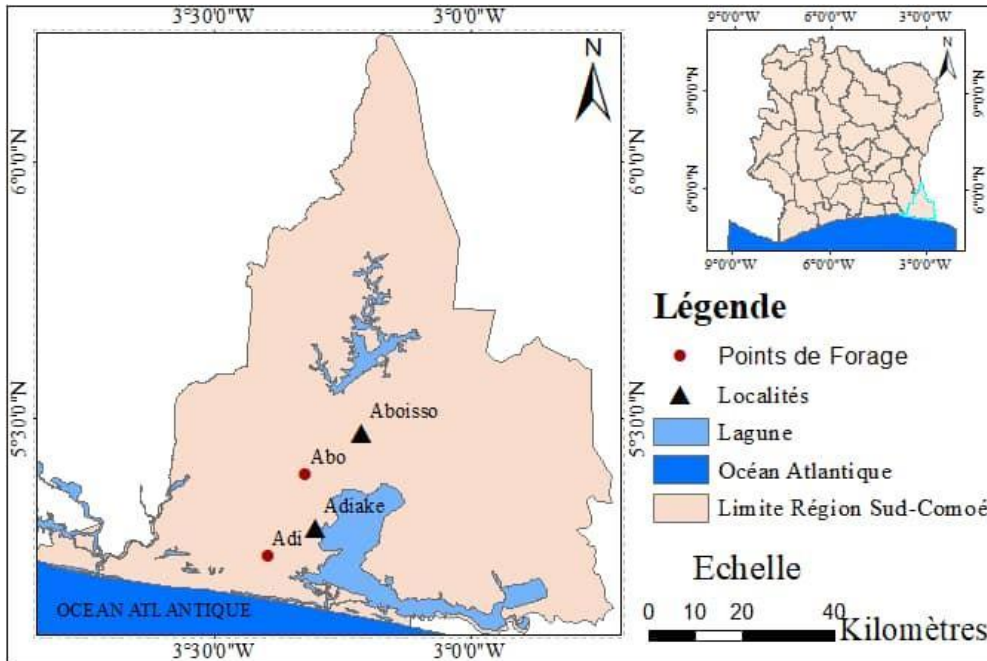 3°30'0"W 3°0'0"W
N
6°0'0"N 6°0'0"N
Aboisso
5°30'0"N 5°30'0"N
Abo
Adiake
Adi
OCEAN ATLANTIQUE
3°30'0"W 3°0'0"W
9°0'0"W 6°0'0"W 3°0'0"W
N
9°0'0"N 9°0'0"N
6°0'0"N 6°0'0"N
9°0'0"W 6°0'0"W 3°0'0"W
Légende
Points de Forage
Localités
Lagune
Océan Atlantique
Limite Région Sud-Comoé
Echelle
0 10 20 40
Kilomètres